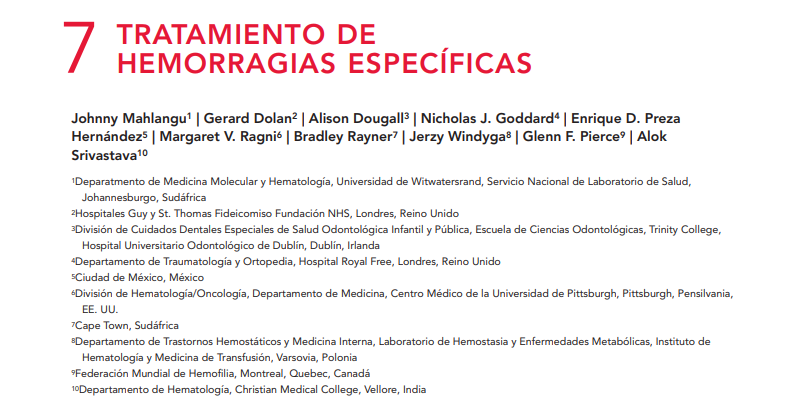 7 TRATAMIENTO DE
HEMORRAGIAS ESPECÍFICAS
Johnny Mahlangu¹ | Gerard Dolan² | Alison Dougall³ | Nicholas J. Goddard⁴ | Enrique D. Preza
Hernández⁵ | Margaret V. Ragni⁶ | Bradley Rayner⁷ | Jerzy Windyga⁸ | Glenn F. Pierce⁹ | Alok
Srivastava¹⁰
¹Deparatmento de Medicina Molecular y Hematología, Universidad de Witwatersrand, Servicio Nacional de Laboratorio de Salud,
Johannesburgo, Sudáfrica
²Hospitales Guy y St. Thomas Fideicomiso Fundación NHS, Londres, Reino Unido
³División de Cuidados Dentales Especiales de Salud Odontológica Infantil y Pública, Escuela de Ciencias Odontológicas, Trinity College,
Hospital Universitario Odontológico de Dublín, Dublín, Irlanda
⁴Departamento de Traumatología y Ortopedia, Hospital Royal Free, Londres, Reino Unido
⁵Ciudad de México, México
⁶División de Hematología/Oncología, Departamento de Medicina, Centro Médico de la Universidad de Pittsburgh, Pittsburgh, Pensilvania,
EE. UU.
⁷Cape Town, Sudáfrica
⁸Departamento de Trastornos Hemostáticos y Medicina Interna, Laboratorio de Hemostasia y Enfermedades Metabólicas, Instituto de
Hematología y Medicina de Transfusión, Varsovia, Polonia
⁹Federación Mundial de Hemofilia, Montreal, Quebec, Canadá
¹⁰Departamento de Hematología, Christian Medical College, Vellore, India